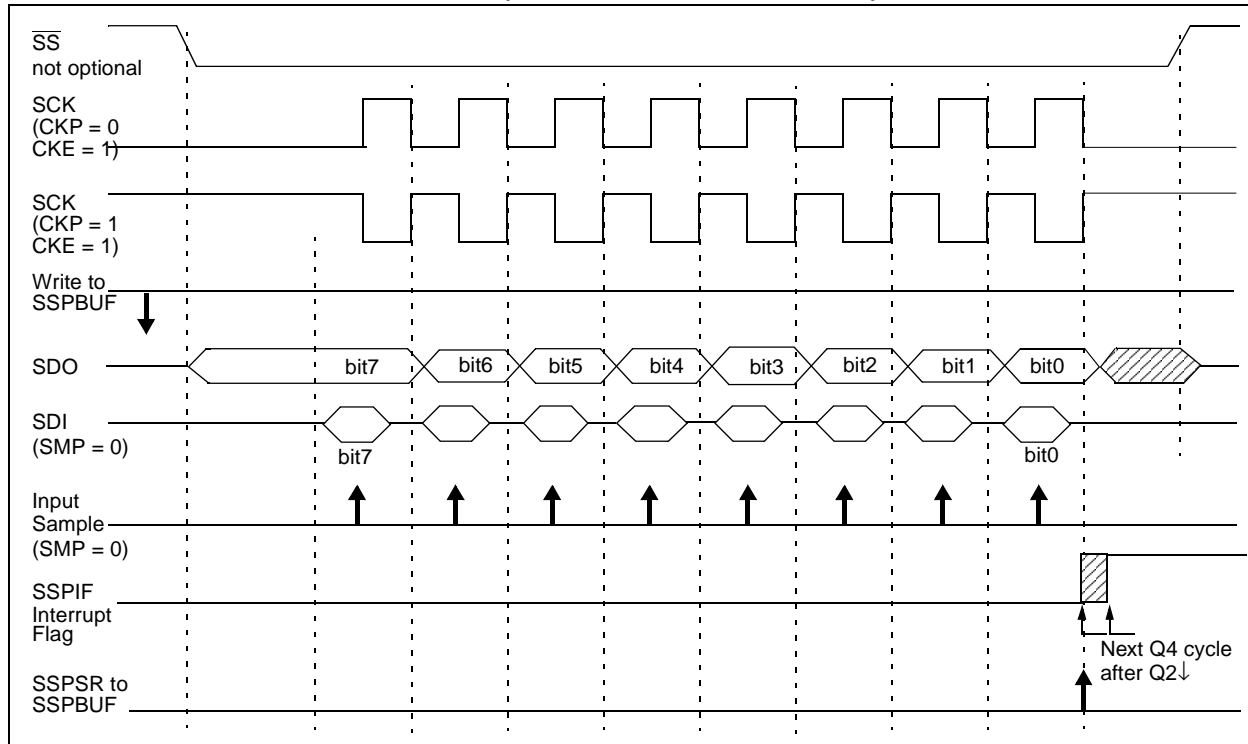 SS
not optional
SCK
(CKP = 0
CKE = 1)
SCK
(CKP = 1
CKE = 1)
Write to
SSPBUF
SDO
bit7 bit6 bit5 bit4 bit3 bit2 bit1 bit0
SDI
(SMP = 0)
bit7 bit0
Input
Sample
(SMP = 0)
SSPIF
Interrupt
Flag
Next Q4 cycle
after Q2↓
SSPSR to
SSPBUF